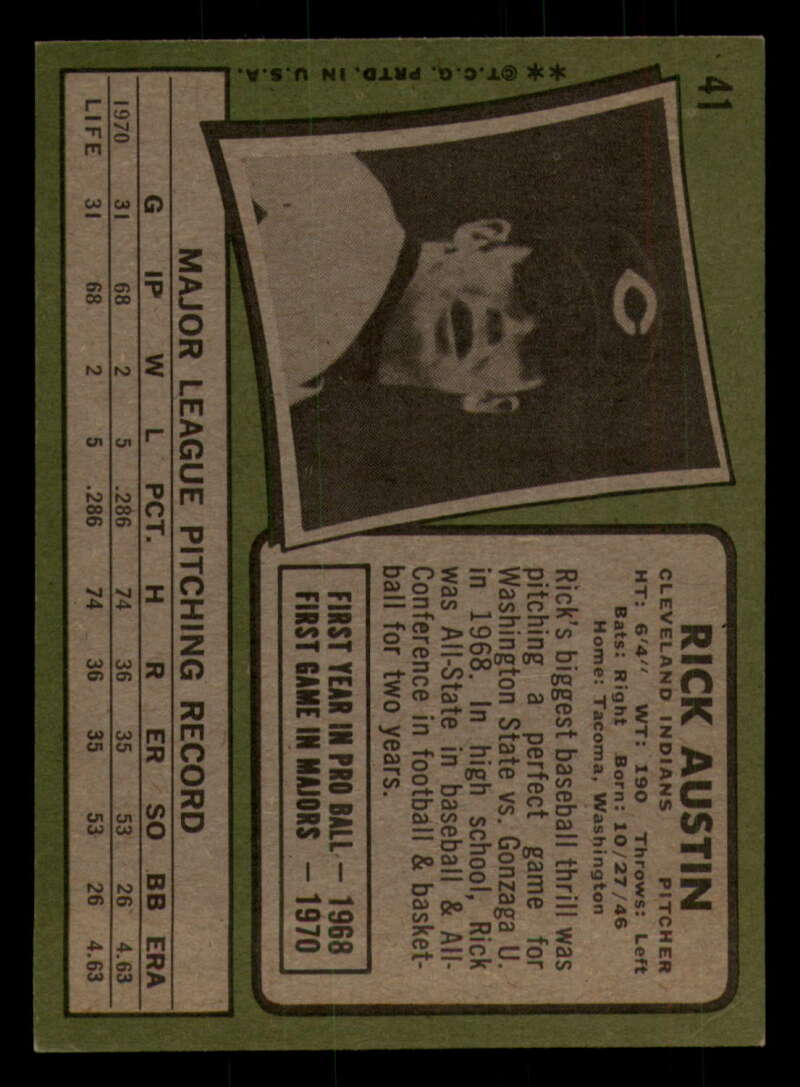 41
** @T.C.G. PRTD. IN U.S.A.
RICK AUSTIN
CLEVELAND INDIANS PITCHER
HT: 6'4" WT: 190 Throws: Left
Bats: Right Born: 10/27/46
Home: Tacoma, Washington
Rick's biggest baseball thrill was
pitching a perfect game for
Washington State vs. Gonzaga U.
in 1968. In high school, Rick
was All-State in baseball & All-
Conference in football & basket-
ball for two years.
FIRST YEAR IN PRO BALL — 1968
FIRST GAME IN MAJORS — 1970
C
MAJOR LEAGUE PITCHING RECORD
G IP W L PCT. H R ER SO BB ERA
1970 31 68 2 5 .286 74 36 35 53 26 4.63
LIFE 31 68 2 5 .286 74 36 35 53 26 4.63